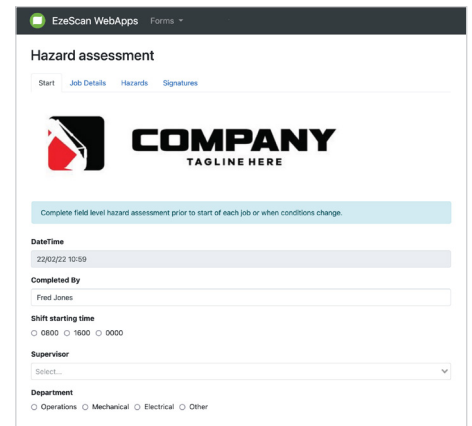 EzeScan WebApps Forms
Hazard assessment
Start Job Details Hazards Signatures
COMPANY
TAGLINE HERE
Complete field level hazard assessment prior to start of each job or when conditions change.
DateTime
22/02/22 10:59
Completed By
Fred Jones
Shift starting time
0800 1600 0000
Supervisor
Select...
Department
Operations Mechanical Electrical Other